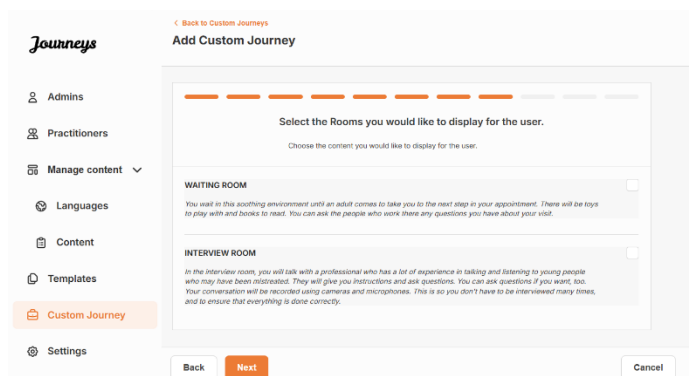 < Back to Custom Journeys
Journeys
Add Custom Journey
Admins
Practitioners
Manage content
Languages
Content
Templates
Custom Journey
Settings
Select the Rooms you would like to display for the user.
Choose the content you would like to display for the user.
WAITING ROOM
You wait in this soothing environment until an adult comes to take you to the next step in your appointment. There will be toys
to play with and books to read. You can ask the people who work there any questions you have about your visit.
INTERVIEW ROOM
In the interview room, you will talk with a professional who has a lot of experience in talking and listening to young people
who may have been mistreated. They will give you instructions and ask questions. You can ask questions if you want, too.
Your conversation will be recorded using cameras and microphones. This is so you don't have to be interviewed many times,
and to ensure that everything is done correctly.
Back
Next
Cancel